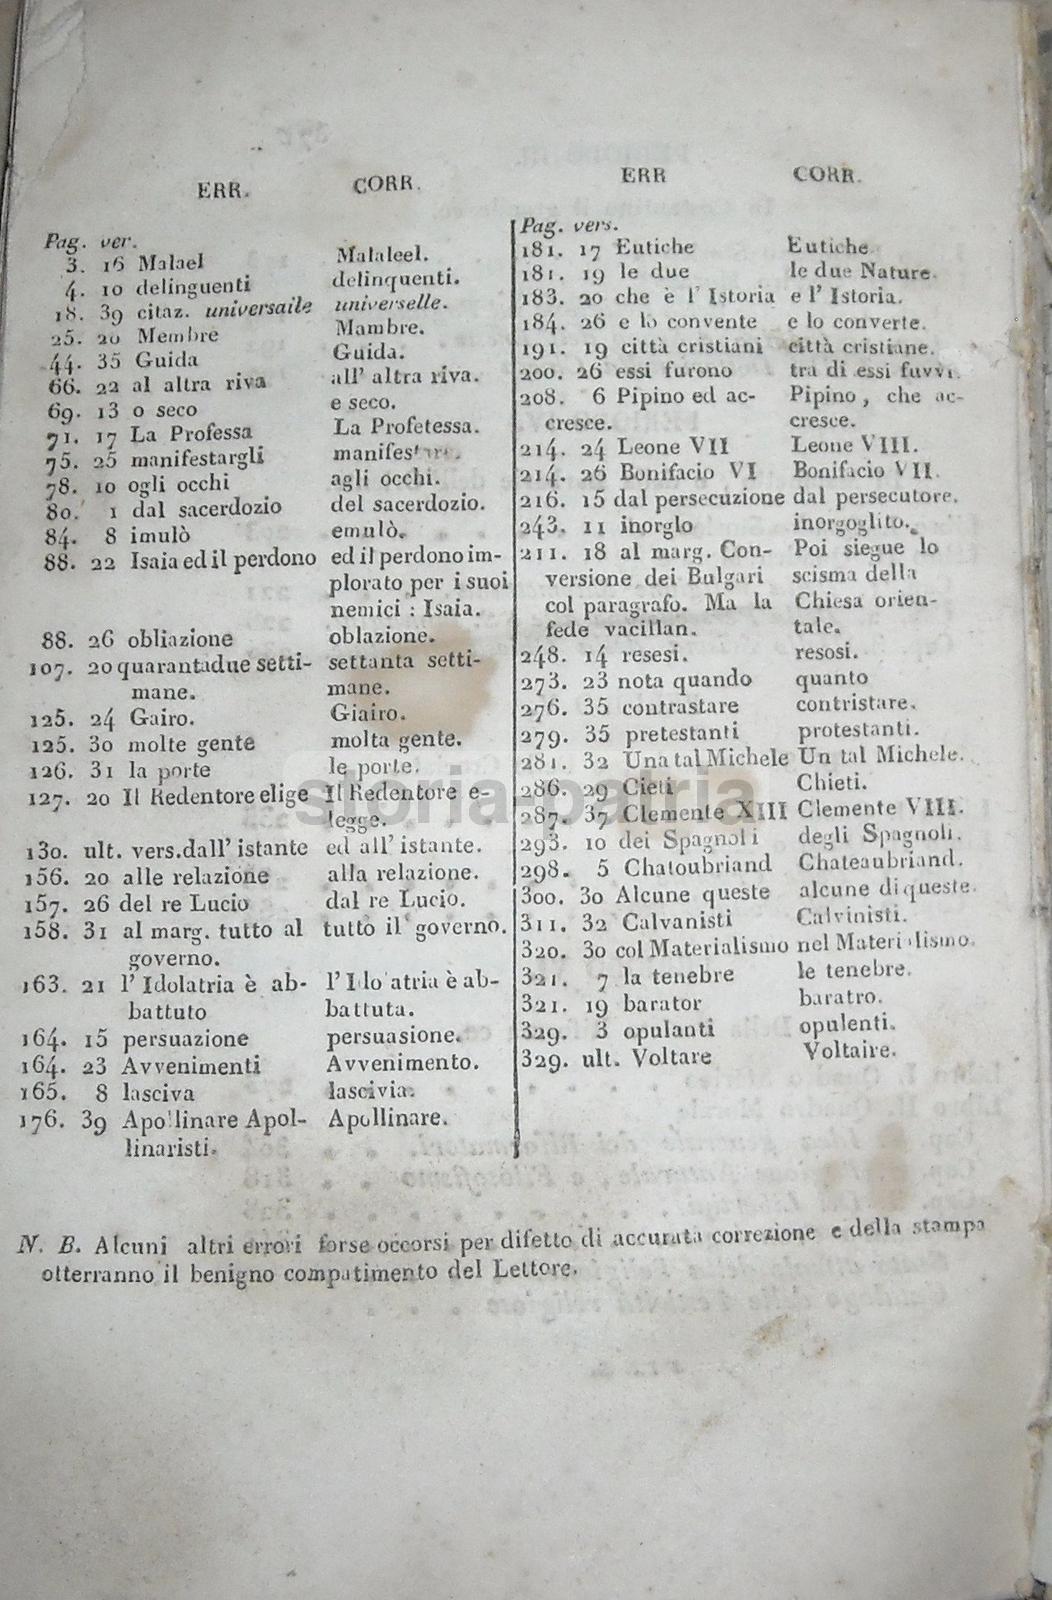 ERR. CORR.
Pag. ver.
3. 16 Malael Malaleel.
4. 10 delinguenti delinquenti.
18. 39 citaz. universaile universelle.
25. 20 Membre Mambre.
44. 35 Guida Guida.
66. 22 al altra riva all' altra riva.
69. 13 o seco e seco.
71. 17 La Professa La Profetessa.
75. 25 manifestargli
78. 10 ogli occhi agli occhi.
80. 1 dal sacerdozio del sacerdozio.
84. 8 imulò emulò.
88. 22 Isaia ed il perdono ed il perdono im-
plorato per i suoi
nemici : Isaia.
88. 26 obliazione oblazione.
107. 20 quarantadue setti- settanta setti-
mane. mane.
125. 24 Gairo. Giairo.
125. 30 molte gente molta gente.
126. 31 la porte le porte.
127. 20 Il Redentore elige Il Redentore e-
legge.
130. ult. vers. dall' istante ed all' istante.
156. 20 alle relazione alla relazione.
157. 26 del re Lucio dal re Lucio.
158. 31 al marg. tutto al tutto il governo.
governo.
163. 21 l' Idolatria è ab- l' Idolatria è ab-
battuto battuta.
164. 15 persuazione persuasione.
164. 23 Avvenimenti Avvenimento.
165. 8 lasciva lascivia.
176. 39 Apollinare Apol- Apollinare.
linaristi.
ERR CORR.
Pag. vers.
181. 17 Eutiche Eutiche
181. 19 le due le due Nature.
183. 20 che è l' Istoria e l' Istoria.
184. 26 e lo convente e lo converte.
191. 19 città cristiani città cristiane.
200. 26 essi furono tra di essi fuvvi.
208. 6 Pipino ed ac- Pipino, che ac-
cresce. cresce.
214. 24 Leone VII Leone VIII.
214. 26 Bonifacio VI Bonifacio VII.
216. 15 dal persecuzione dal persecutore.
243. 11 inorglo inorgoglito.
211. 18 al marg. Con- Poi siegue lo
versione dei Bulgari scisma della
col paragrafo. Ma la Chiesa orien-
fede vacillan. tale.
248. 14 resesi. resosi.
273. 23 nota quando quanto
276. 35 contrastare contristare.
279. 35 pretestanti protestanti.
281. 32 Una tal Michele Un tal Michele.
286. 29 Cieti Chieti.
287. 37 Clemente XIII Clemente VIII.
293. 10 dei Spagnoli degli Spagnoli.
298. 5 Chatoubriand Chateaubriand.
300. 30 Alcune queste alcune di queste.
311. 32 Calvanisti Calvinisti.
320. 30 col Materialismo nel Materialismo.
321. 7 la tenebre le tenebre.
321. 19 barator baratro.
329. 3 opulanti opulenti.
329. ult. Voltare Voltaire.
storia-patria
N. B. Alcuni altri errori forse occorsi per difetto di accurata correzione e della stampa
otterranno il benigno compatimento del Lettore.